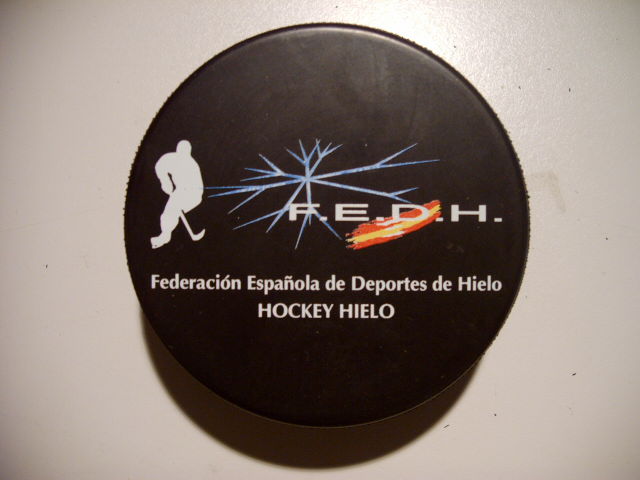 F.E.D.H.
Federación Española de Deportes de Hielo
HOCKEY HIELO